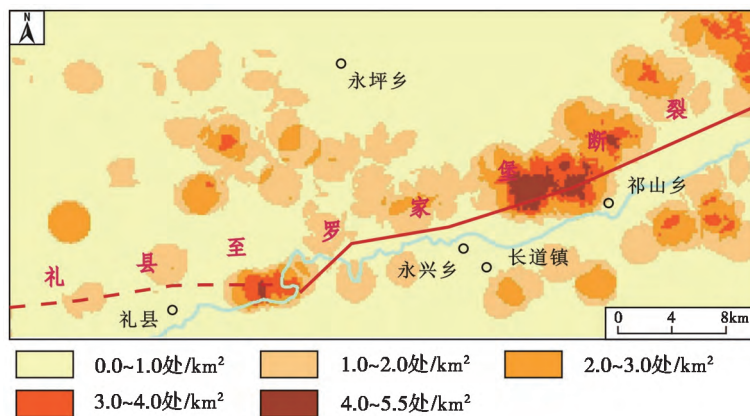 N
永坪乡
礼县至罗家堡断裂
祁山乡
永兴乡
长道镇
礼县
0 4 8km
0.0~1.0处/km² 1.0~2.0处/km² 2.0~3.0处/km²
3.0~4.0处/km² 4.0~5.5处/km²